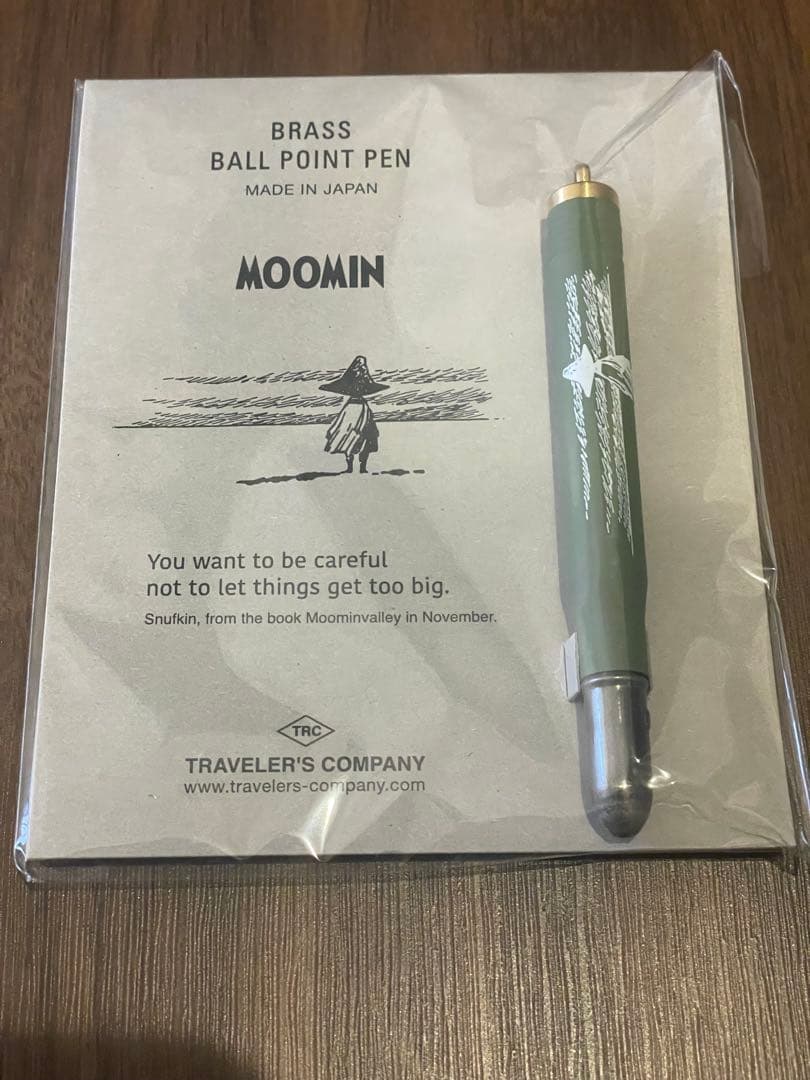 BRASS
BALL POINT PEN
MADE IN JAPAN
MOOMIN
You want to be careful
not to let things get too big.
Snufkin, from the book Moominvalley in November.
TRC
TRAVELER'S COMPANY
www.travelers-company.com